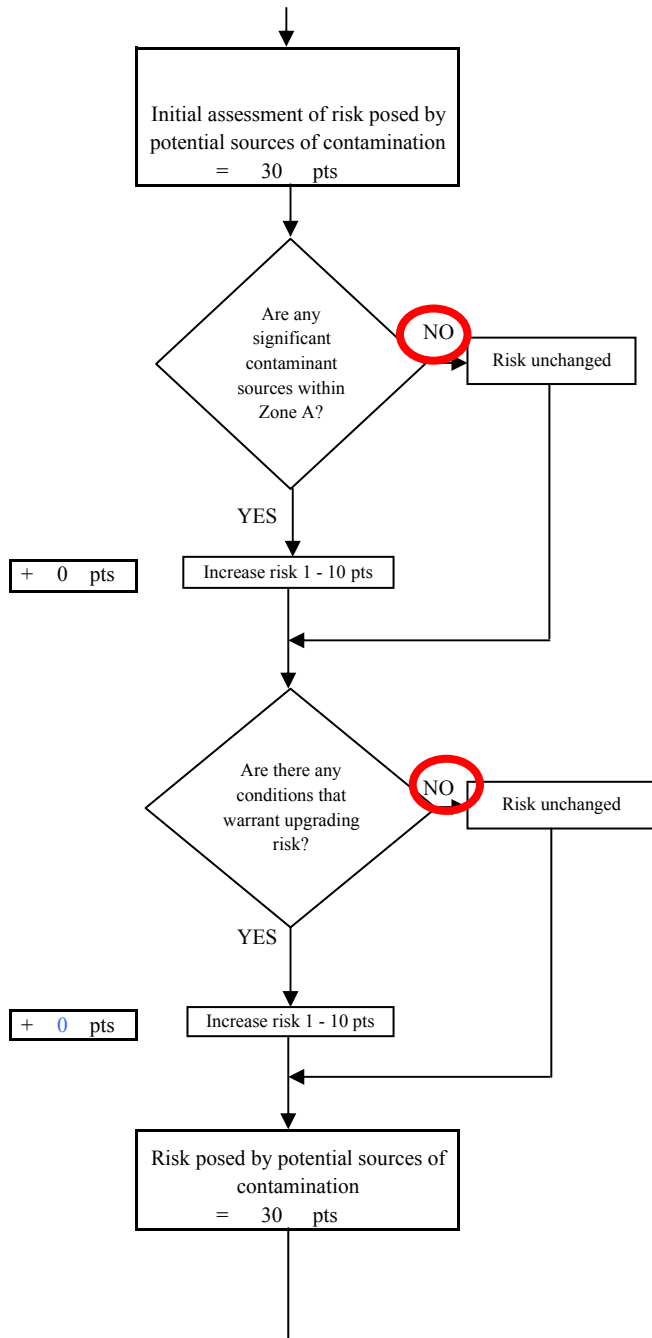 Initial assessment of risk posed by
potential sources of contamination
= 30 pts
Are any
significant
contaminant
sources within
Zone A?
NO
Risk unchanged
YES
+ 0 pts
Increase risk 1 - 10 pts
Are there any
conditions that
warrant upgrading
risk?
NO
Risk unchanged
YES
+ 0 pts
Increase risk 1 - 10 pts
Risk posed by potential sources of
contamination
= 30 pts